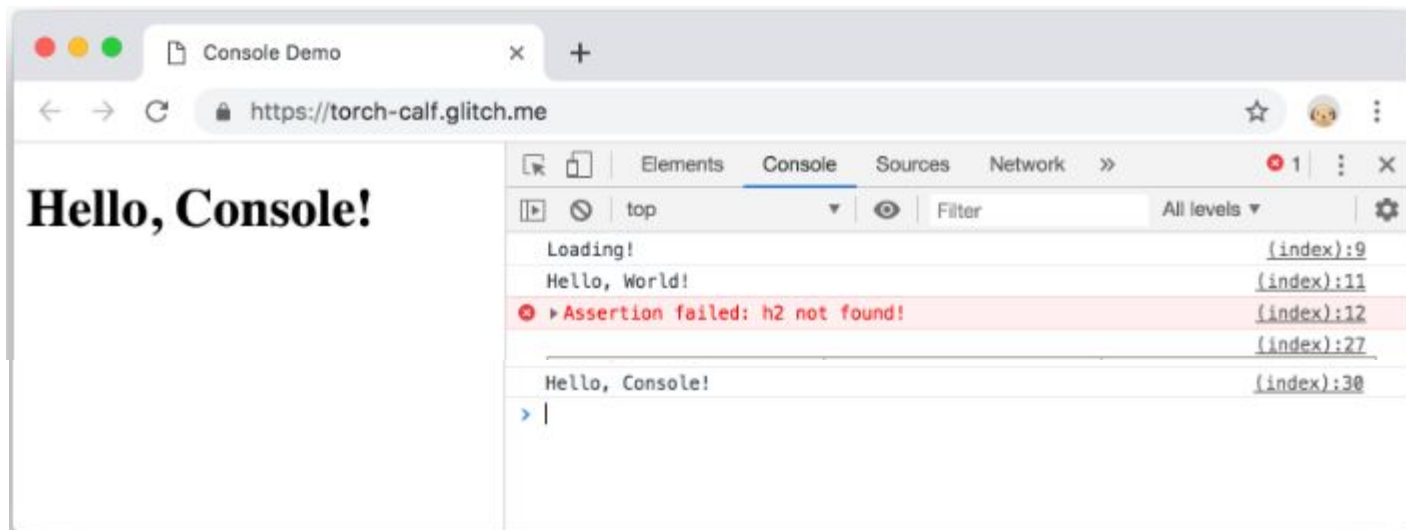 Console Demo
https://torch-calf.glitch.me
Hello, Console!
Elements Console Sources Network » 1
top Filter All levels
Loading! (index):9
Hello, World! (index):11
Assertion failed: h2 not found! (index):12
(index):27
Hello, Console! (index):30